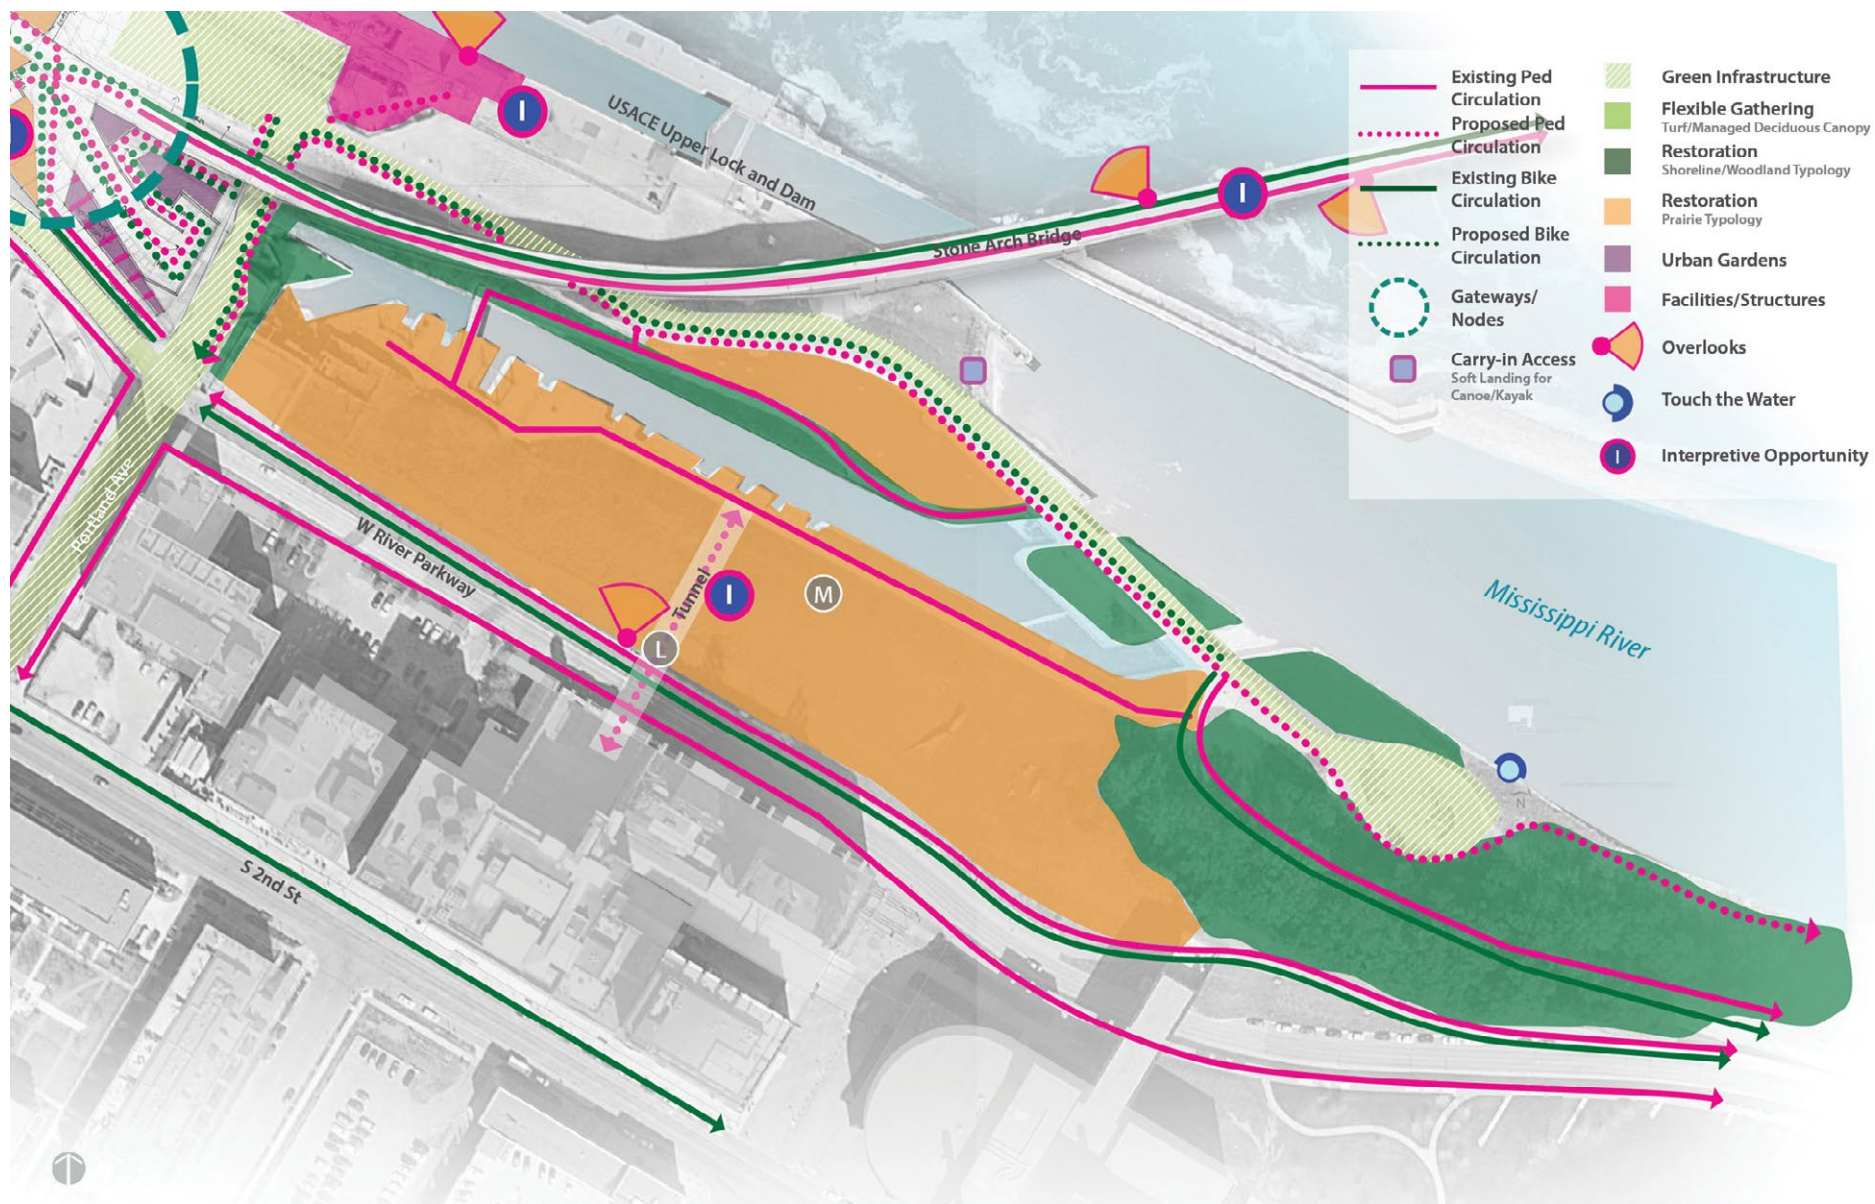 USACE Upper Lock and Dam
Stone Arch Bridge
Portland Ave
W River Parkway
Tunnel
S 2nd St
Mississippi River
I
I
I
L
M
N
Existing Ped
Circulation
Proposed Ped
Circulation
Existing Bike
Circulation
Proposed Bike
Circulation
Gateways/
Nodes
Carry-in Access
Soft Landing for
Canoe/Kayak
Green Infrastructure
Flexible Gathering
Turf/Managed Deciduous Canopy
Restoration
Shoreline/Woodland Typology
Restoration
Prairie Typology
Urban Gardens
Facilities/Structures
Overlooks
Touch the Water
I
Interpretive Opportunity